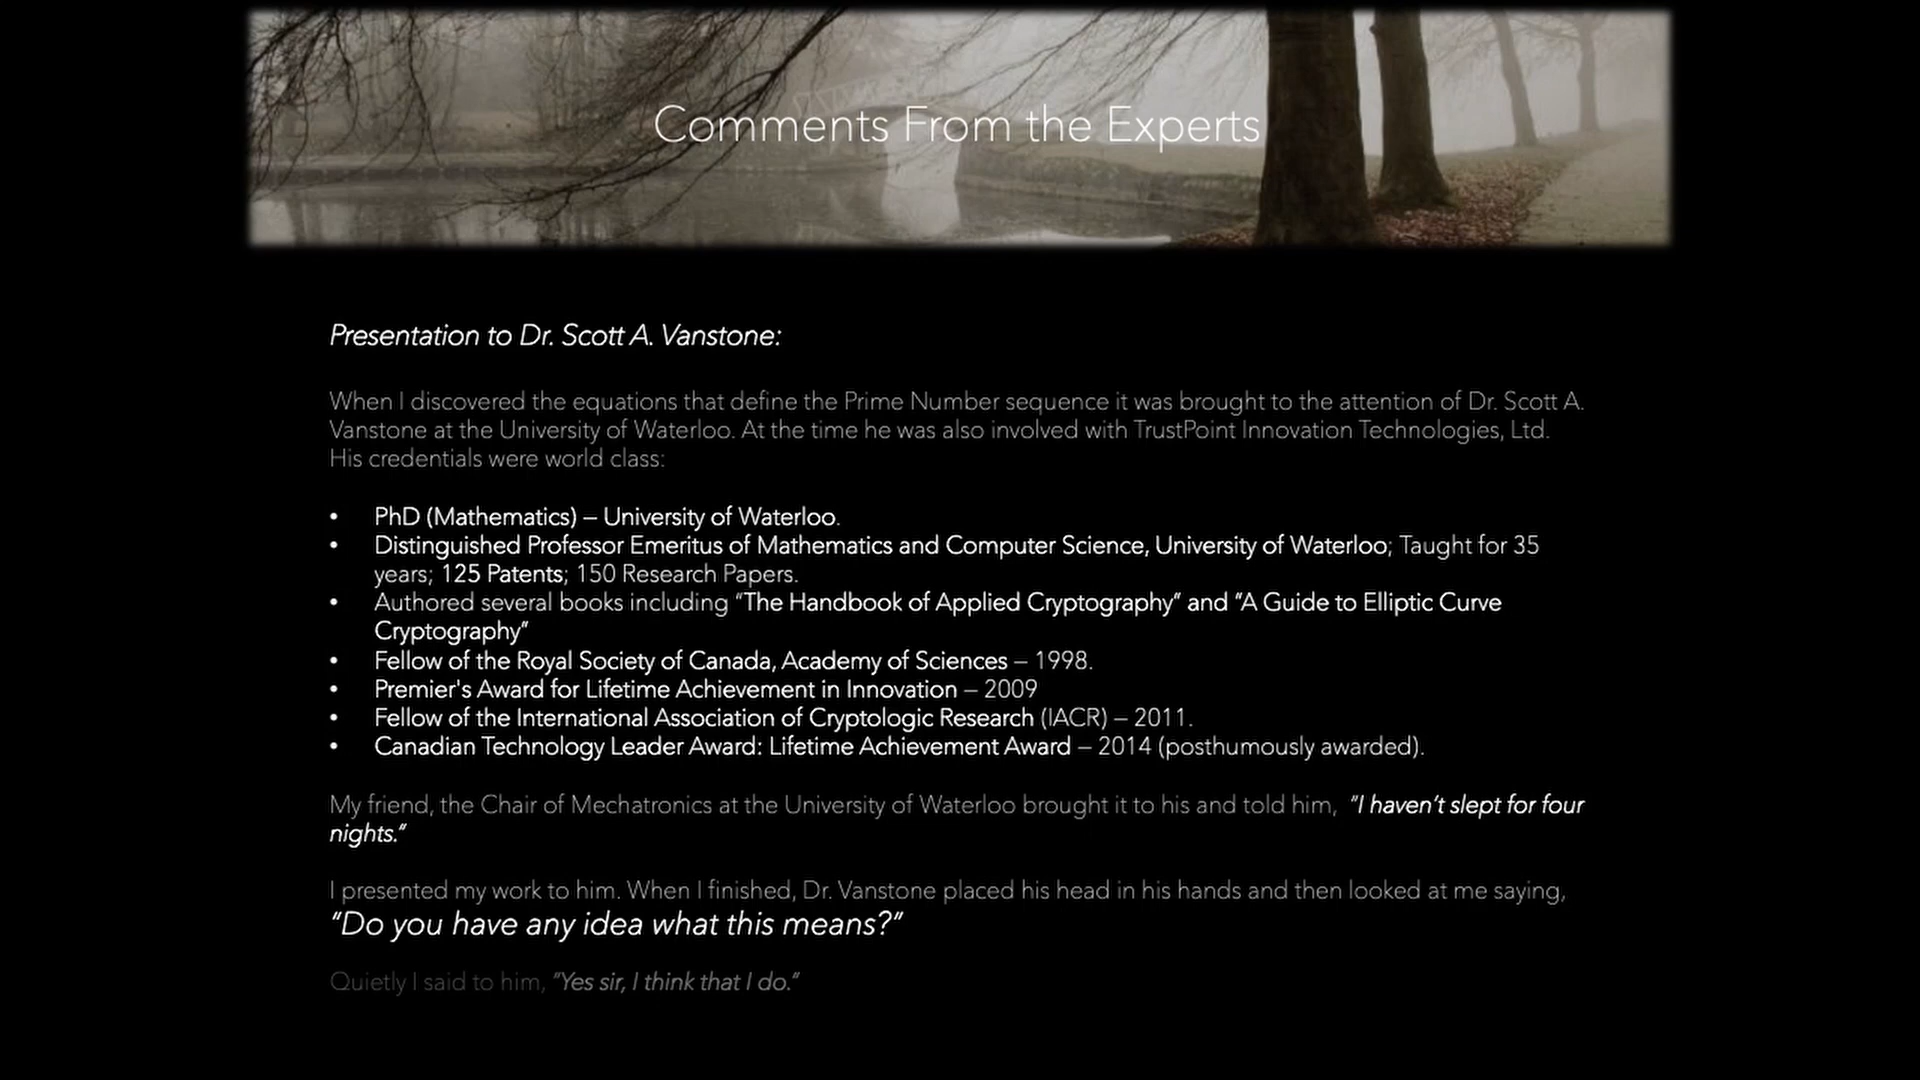 Comments From the Experts
Presentation to Dr. Scott A. Vanstone:
When I discovered the equations that define the Prime Number sequence it was brought to the attention of Dr. Scott A.
Vanstone at the University of Waterloo. At the time he was also involved with TrustPoint Innovation Technologies, Ltd.
His credentials were world class:
• PhD (Mathematics) – University of Waterloo.
• Distinguished Professor Emeritus of Mathematics and Computer Science, University of Waterloo; Taught for 35
years; 125 Patents; 150 Research Papers.
• Authored several books including “The Handbook of Applied Cryptography” and “A Guide to Elliptic Curve
Cryptography”
• Fellow of the Royal Society of Canada, Academy of Sciences – 1998.
• Premier's Award for Lifetime Achievement in Innovation – 2009
• Fellow of the International Association of Cryptologic Research (IACR) – 2011.
• Canadian Technology Leader Award: Lifetime Achievement Award – 2014 (posthumously awarded).
My friend, the Chair of Mechatronics at the University of Waterloo brought it to his and told him, “I haven’t slept for four
nights.”
I presented my work to him. When I finished, Dr. Vanstone placed his head in his hands and then looked at me saying,
“Do you have any idea what this means?”
Quietly I said to him, “Yes sir, I think that I do.”